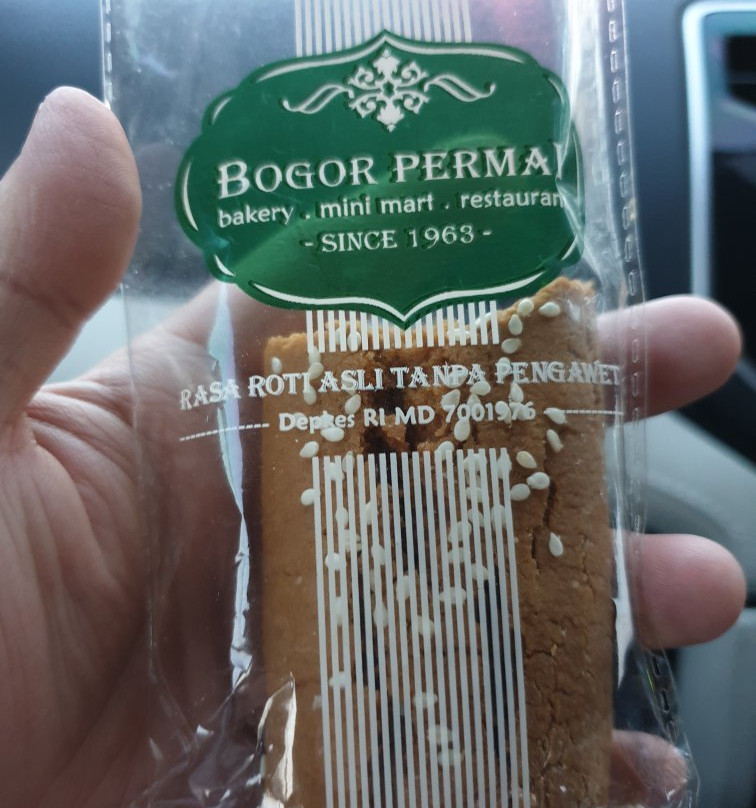 BOGOR PERMAI
bakery . mini mart . restauran
- SINCE 1963 -
RASA ROTI ASLI TANPA PENGAWET
Depkes RI MD 7001976